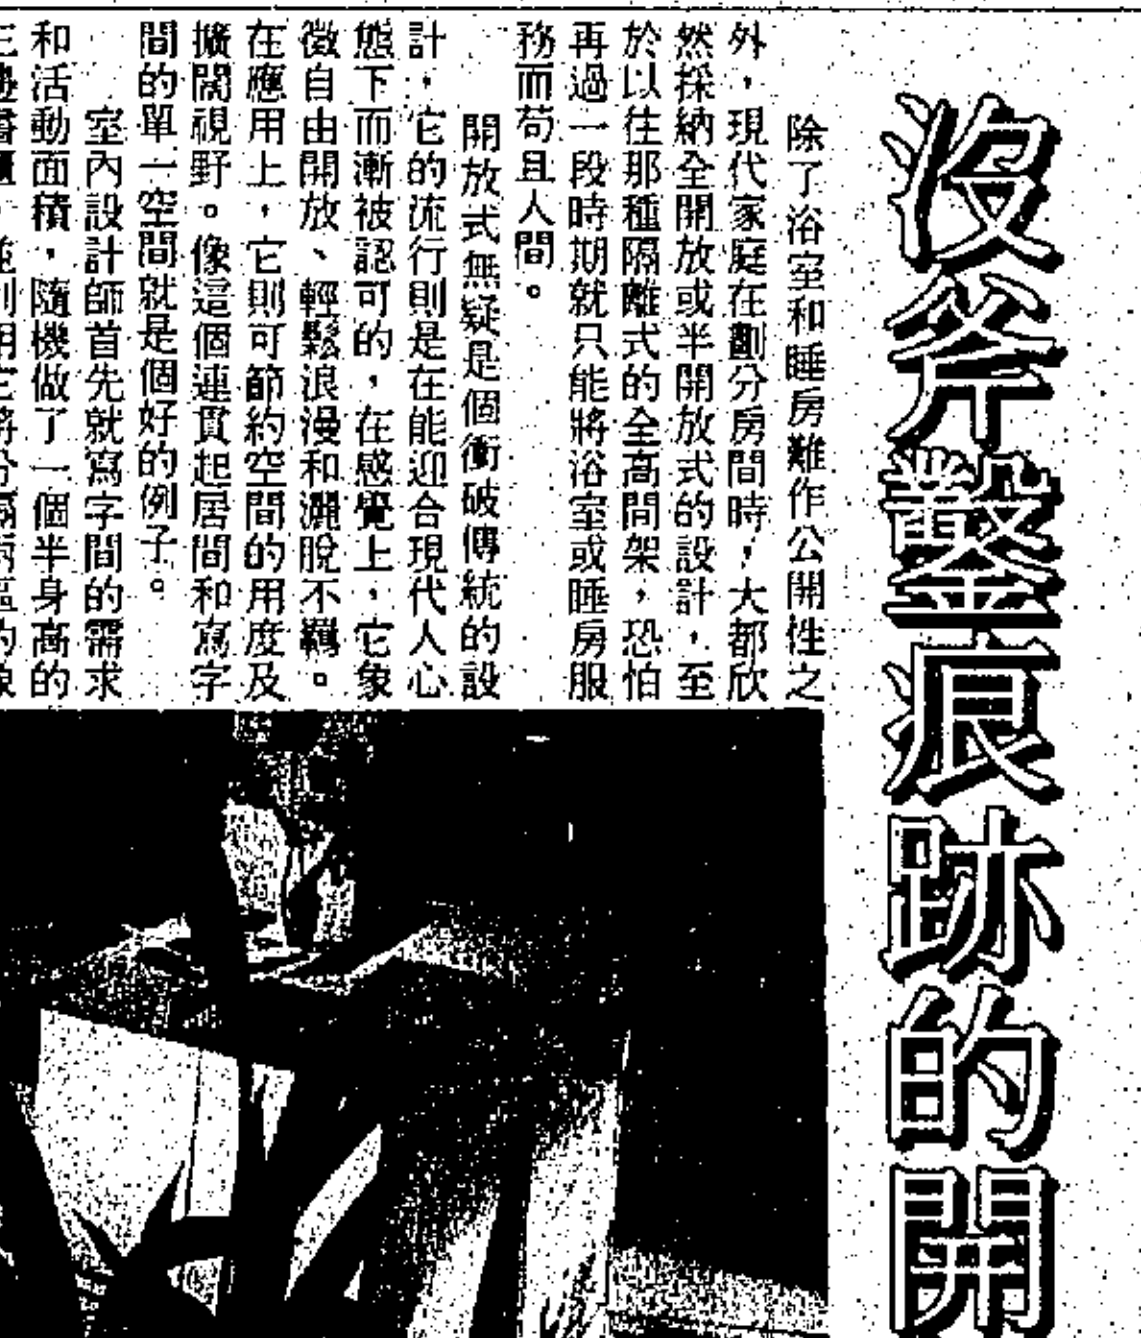 沒斧鑿痕跡的開
除了浴室和睡房難作公開性之
外，現代家庭在劃分房間時，大都欣
然採納全開放或半開放式的設計，至
於以往那種隔離式的全高間架，恐怕
再過一段時期就只能將浴室或睡房服
務而苟且人間。
開放式無疑是個衝破傳統的設
計，它的流行則是在能迎合現代人心
態下而漸被認可的，在感覺上，它象
徵自由開放、輕鬆浪漫和灑脫不羈。
在應用上，它則可節約空間的用度及
擴闊視野。像這個連貫起居間和寫字
間的單一空間就是個好的例子。
室內設計師首先就寫字間的需求
和活動面積，隨機做了一個半身高的